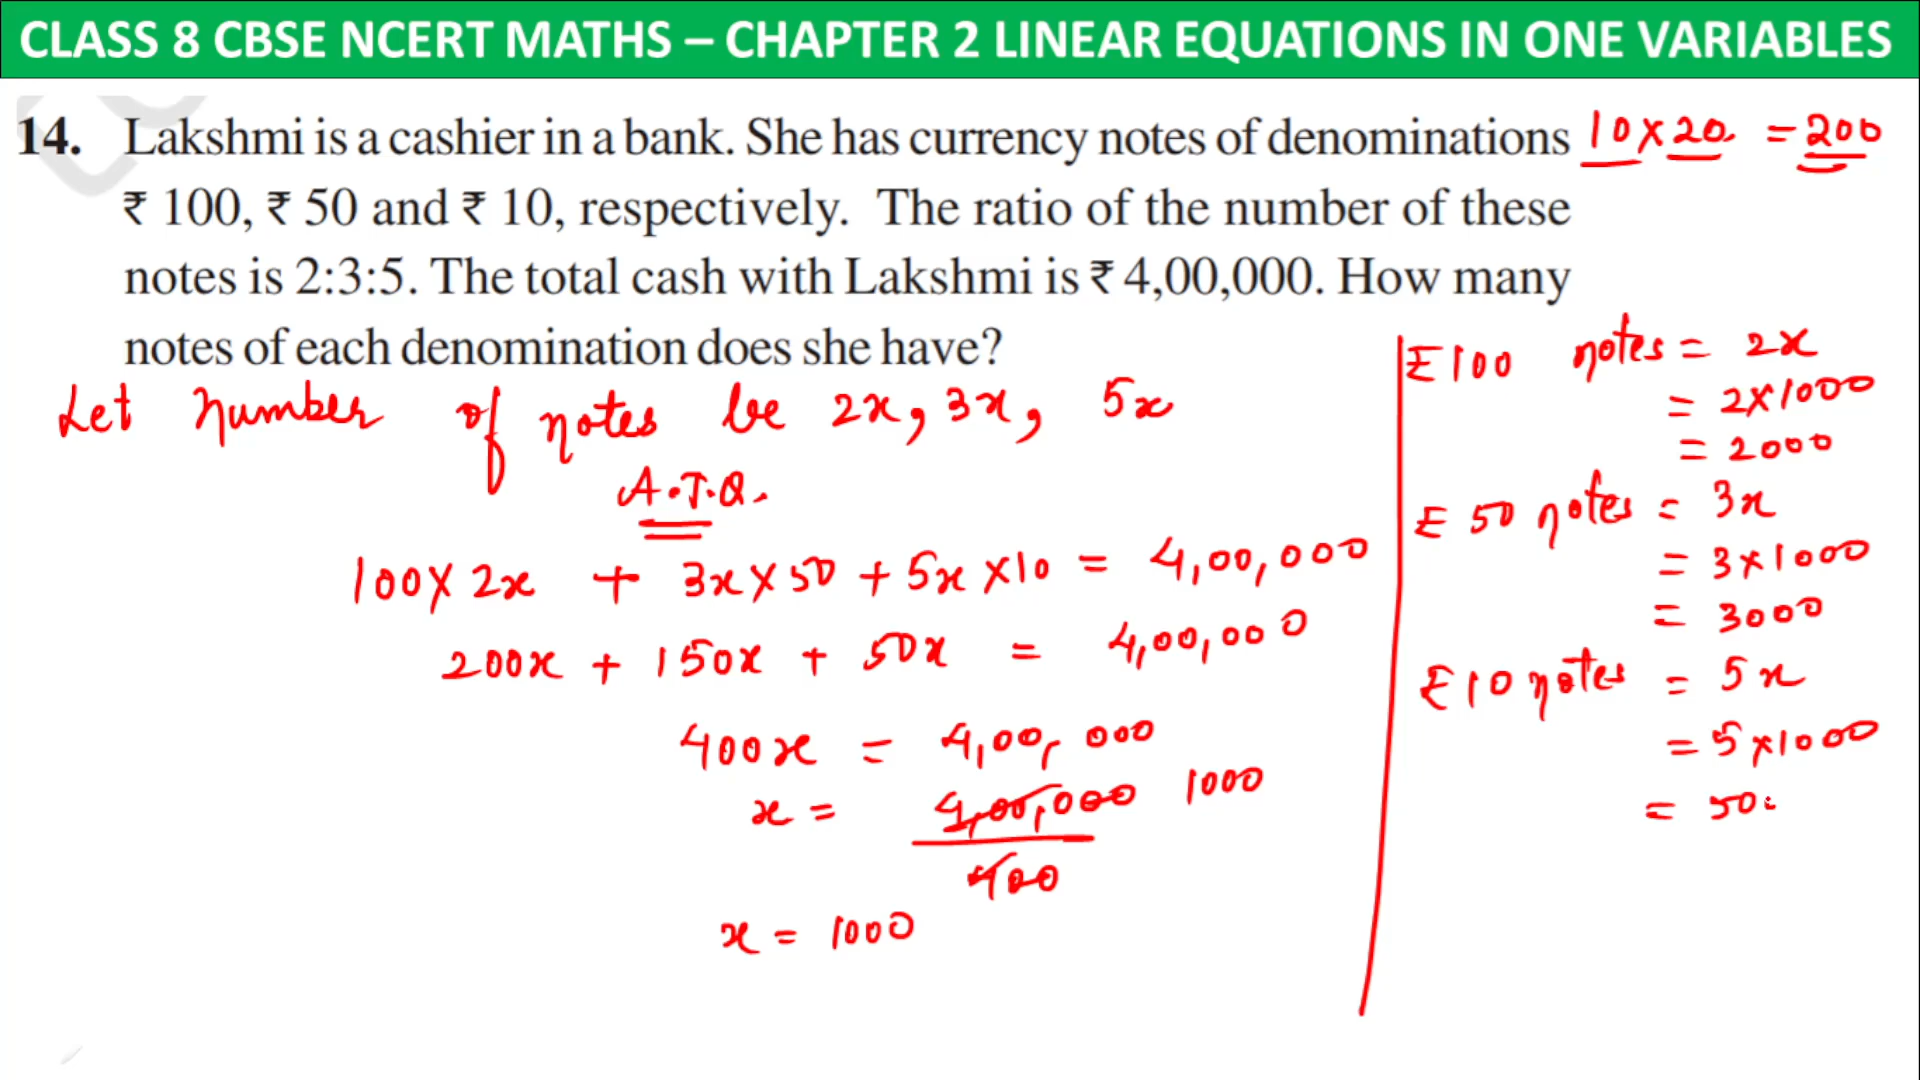 CLASS 8 CBSE NCERT MATHS – CHAPTER 2 LINEAR EQUATIONS IN ONE VARIABLES
14. Lakshmi is a cashier in a bank. She has currency notes of denominations
10 × 20 = 200
₹ 100, ₹ 50 and ₹ 10, respectively. The ratio of the number of these
notes is 2:3:5. The total cash with Lakshmi is ₹ 4,00,000. How many
notes of each denomination does she have?
Let number of notes be 2x, 3x, 5x
A.T.Q.
100 × 2x + 3x × 50 + 5x × 10 = 4,00,000
200x + 150x + 50x = 4,00,000
400x = 4,00,000
x = 4,00,000 1000
400
x = 1000
₹100 notes = 2x
= 2×1000
= 2000
₹ 50 notes = 3x
= 3×1000
= 3000
₹10 notes = 5x
= 5×1000
= 50